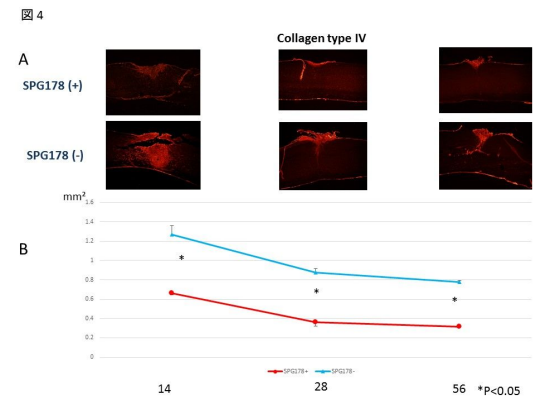 図 4
Collagen type IV
A
SPG178 (+)
SPG178 (-)
mm²
B
1.6
1.4
1.2
1
0.8
0.6
0.4
0.2
0
*
*
*
SPG178+ SPG178-
14 28 56 *P<0.05